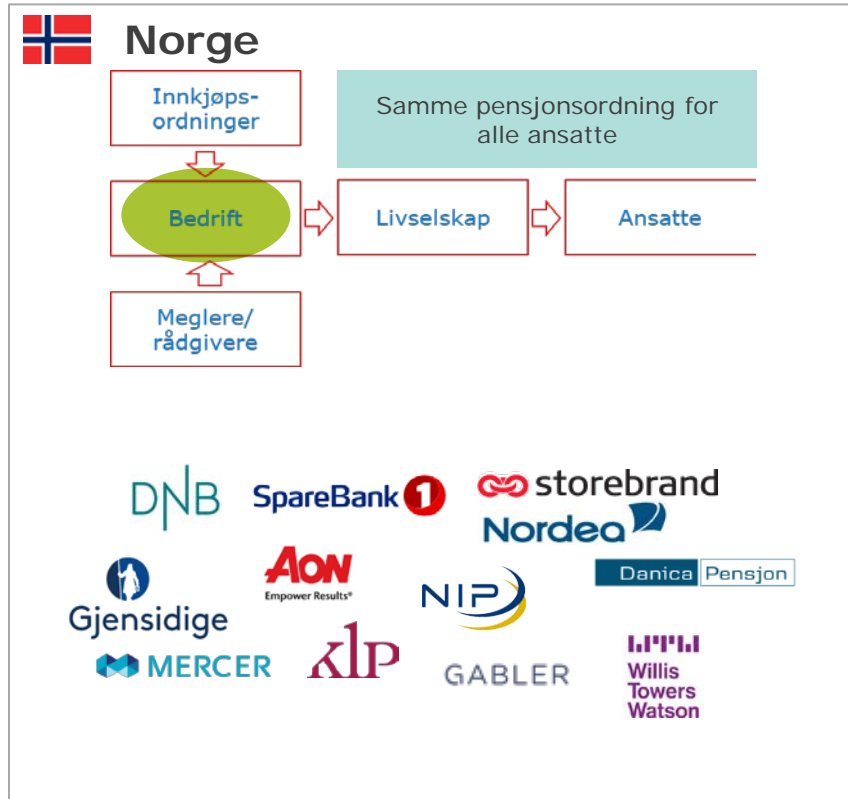 Norge
Innkjøps-
ordninger
Samme pensjonsordning for
alle ansatte
Bedrift
Livselskap
Ansatte
Meglere/
rådgivere
DNB
SpareBank 1
storebrand
Nordea
Gjensidige
AON
Empower Results®
NIP
Danica Pensjon
MERCER
klp
GABLER
Willis
Towers
Watson